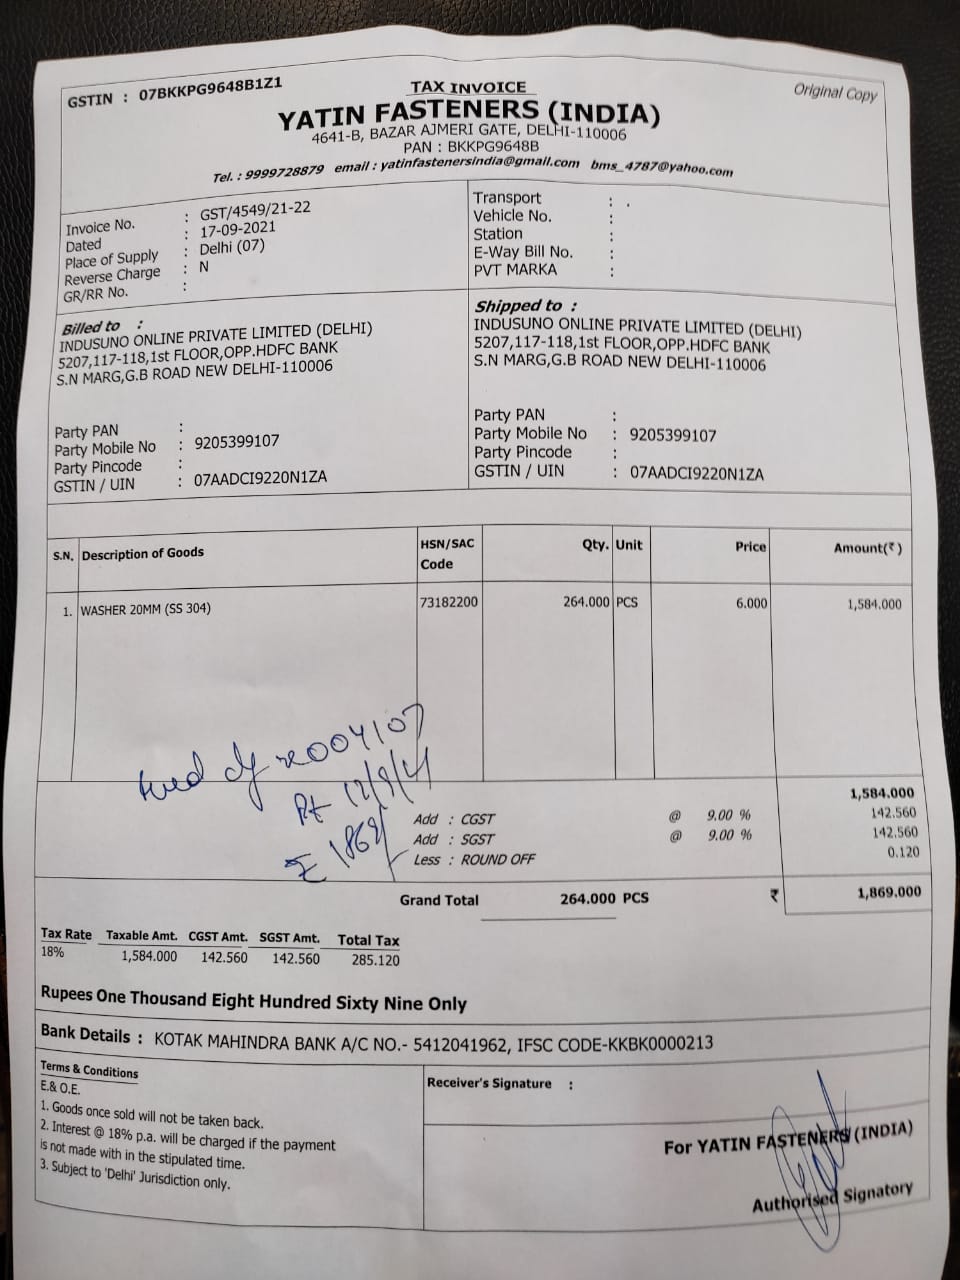 GSTIN : 07BKKPG9648B1Z1
TAX INVOICE
Original Copy
YATIN FASTENERS (INDIA)
4641-B, BAZAR AJMERI GATE, DELHI-110006
PAN : BKKPG9648B
Tel. : 9999728879 email : yatinfastenersindia@gmail.com bms_4787@yahoo.com
Invoice No. : GST/4549/21-22
Dated : 17-09-2021
Place of Supply : Delhi (07)
Reverse Charge : N
GR/RR No. :
Transport : .
Vehicle No. :
Station :
E-Way Bill No. :
PVT MARKA :
Billed to :
INDUSUNO ONLINE PRIVATE LIMITED (DELHI)
5207,117-118,1st FLOOR,OPP.HDFC BANK
S.N MARG,G.B ROAD NEW DELHI-110006
Party PAN :
Party Mobile No : 9205399107
Party Pincode :
GSTIN / UIN : 07AADCI9220N1ZA
Shipped to :
INDUSUNO ONLINE PRIVATE LIMITED (DELHI)
5207,117-118,1st FLOOR,OPP.HDFC BANK
S.N MARG,G.B ROAD NEW DELHI-110006
Party PAN :
Party Mobile No : 9205399107
Party Pincode :
GSTIN / UIN : 07AADCI9220N1ZA
S.N. Description of Goods HSN/SAC Code Qty. Unit Price Amount(₹)
1. WASHER 20MM (SS 304) 73182200 264.000 PCS 6.000 1,584.000
004107
1869/
1,584.000
Add : CGST @ 9.00 % 142.560
Add : SGST @ 9.00 % 142.560
Less : ROUND OFF 0.120
Grand Total 264.000 PCS ₹ 1,869.000
Tax Rate Taxable Amt. CGST Amt. SGST Amt. Total Tax
18% 1,584.000 142.560 142.560 285.120
Rupees One Thousand Eight Hundred Sixty Nine Only
Bank Details : KOTAK MAHINDRA BANK A/C NO.- 5412041962, IFSC CODE-KKBK0000213
Terms & Conditions
E.& O.E.
1. Goods once sold will not be taken back.
2. Interest @ 18% p.a. will be charged if the payment
is not made with in the stipulated time.
3. Subject to 'Delhi' Jurisdiction only.
Receiver's Signature :
For YATIN FASTENERS (INDIA)
Authorised Signatory